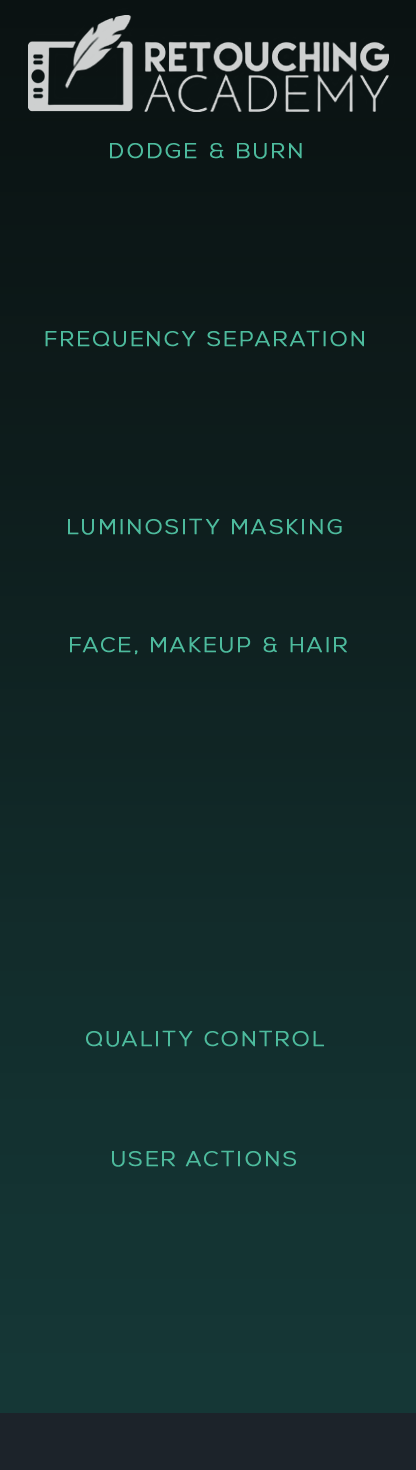 RETOUCHING
ACADEMY
DODGE & BURN
FREQUENCY SEPARATION
LUMINOSITY MASKING
FACE, MAKEUP & HAIR
QUALITY CONTROL
USER ACTIONS